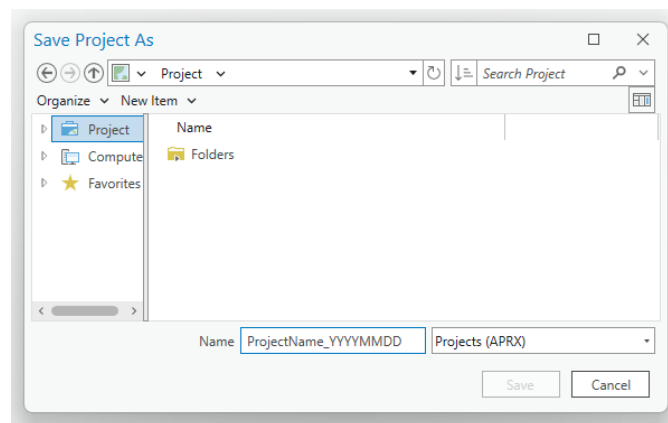 Save Project As
Project
Search Project
Organize New Item
Project
Compute
Favorites
Name
Folders
Name ProjectName_YYYYMMDD Projects (APRX)
Save Cancel